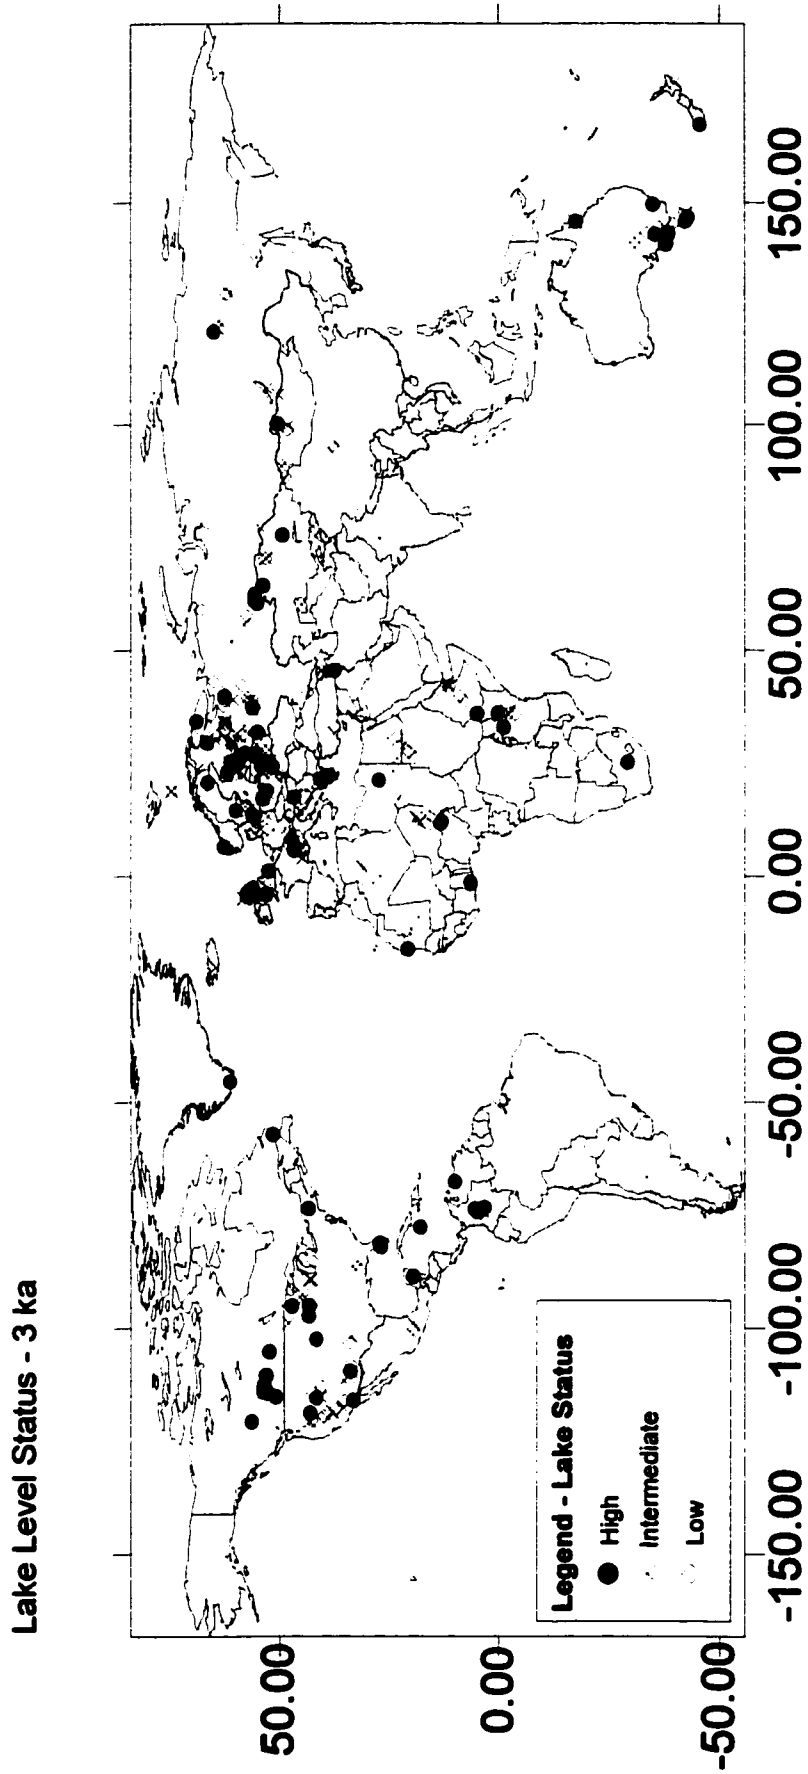 Lake Level Status - 3 ka
50.00
0.00
-50.00
Legend - Lake Status
High
Intermediate
Low
-150.00
-100.00
-50.00
0.00
50.00
100.00
150.00